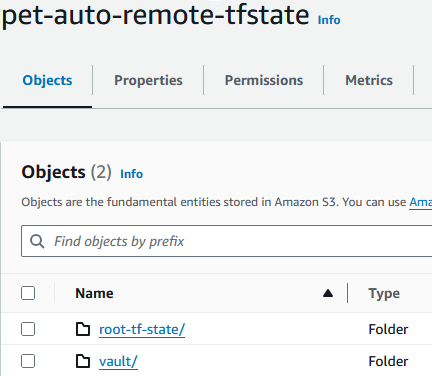 pet-auto-remote-tfstate Info
Objects Properties Permissions Metrics
Objects (2) Info
Objects are the fundamental entities stored in Amazon S3. You can use Ama
Find objects by prefix
Name Type
root-tf-state/ Folder
vault/ Folder